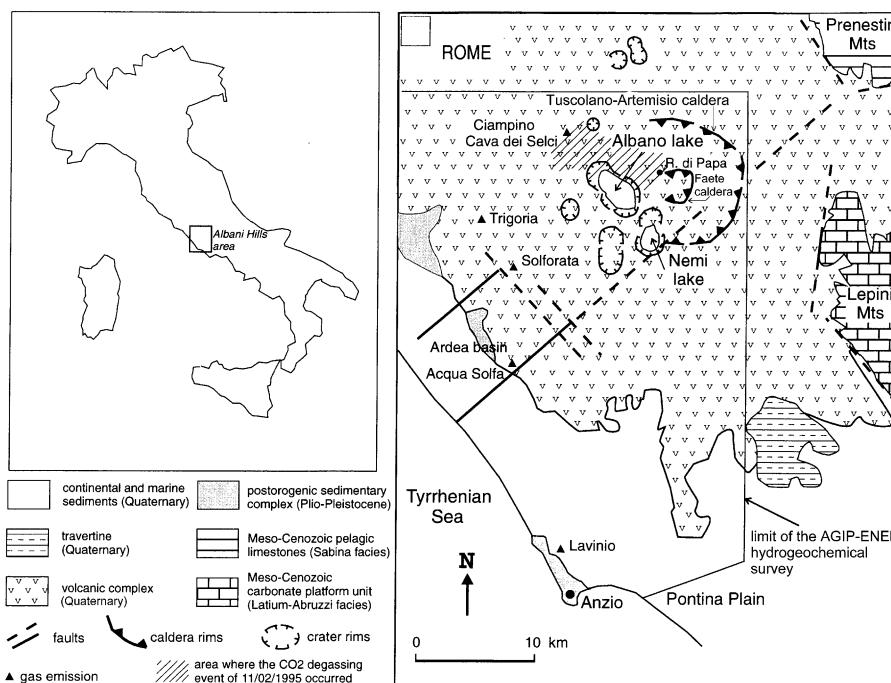 Albani Hills
area
continental and marine
sediments (Quaternary)
postorogenic sedimentary
complex (Plio-Pleistocene)
travertine
(Quaternary)
Meso-Cenozoic pelagic
limestones (Sabina facies)
volcanic complex
(Quaternary)
Meso-Cenozoic
carbonate platform unit
(Latium-Abruzzi facies)
faults
caldera rims
crater rims
gas emission
area where the CO2 degassing
event of 11/02/1995 occurred
ROME
Prenestin
Mts
Tuscolano-Artemisio caldera
Ciampino
Cava dei Selci
Albano lake
R. di Papa
Faete
caldera
Trigoria
Solforata
Nemi
lake
Lepini
Mts
Ardea basin
Acqua Solfa
Tyrrhenian
Sea
limit of the AGIP-ENE
hydrogeochemical
survey
Lavinio
N
Anzio
Pontina Plain
0 10 km